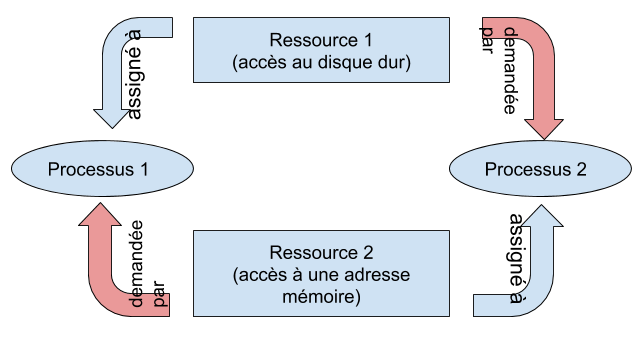 assigné à
Ressource 1
(accès au disque dur)
demandée
par
Processus 1
Processus 2
demandée
par
Ressource 2
(accès à une adresse
mémoire)
assigné à